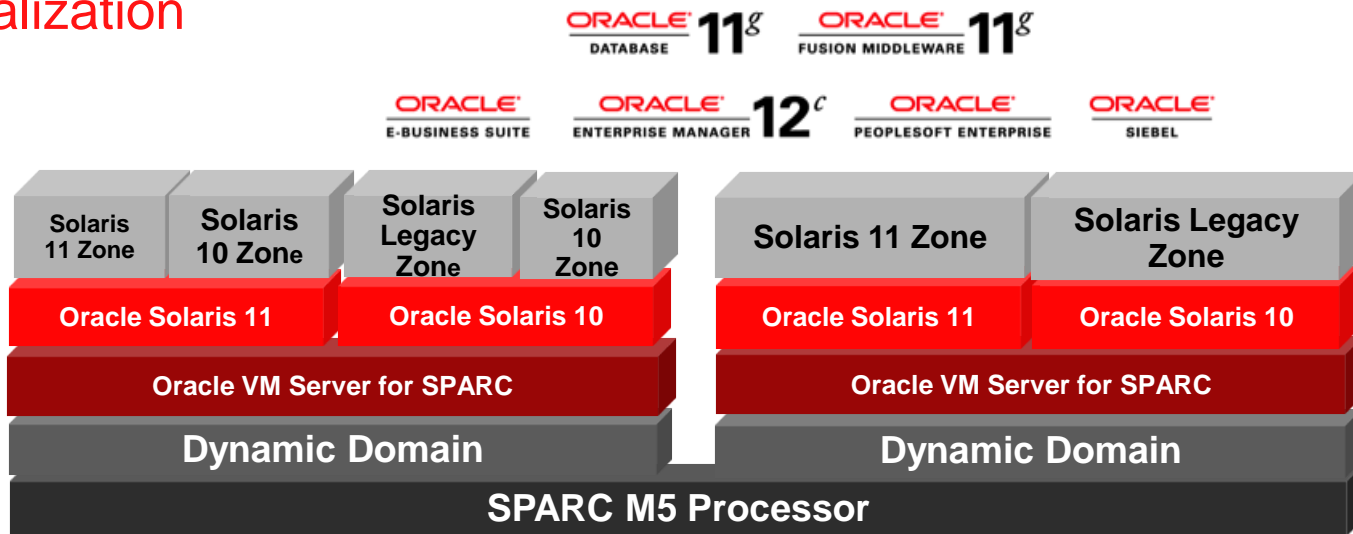 alization
ORACLE DATABASE 11g
ORACLE FUSION MIDDLEWARE 11g
ORACLE E-BUSINESS SUITE
ORACLE ENTERPRISE MANAGER 12c
ORACLE PEOPLESOFT ENTERPRISE
ORACLE SIEBEL
Solaris
11 Zone
Solaris
10 Zone
Solaris
Legacy
Zone
Solaris
10
Zone
Solaris 11 Zone
Solaris Legacy
Zone
Oracle Solaris 11
Oracle Solaris 10
Oracle Solaris 11
Oracle Solaris 10
Oracle VM Server for SPARC
Oracle VM Server for SPARC
Dynamic Domain
Dynamic Domain
SPARC M5 Processor